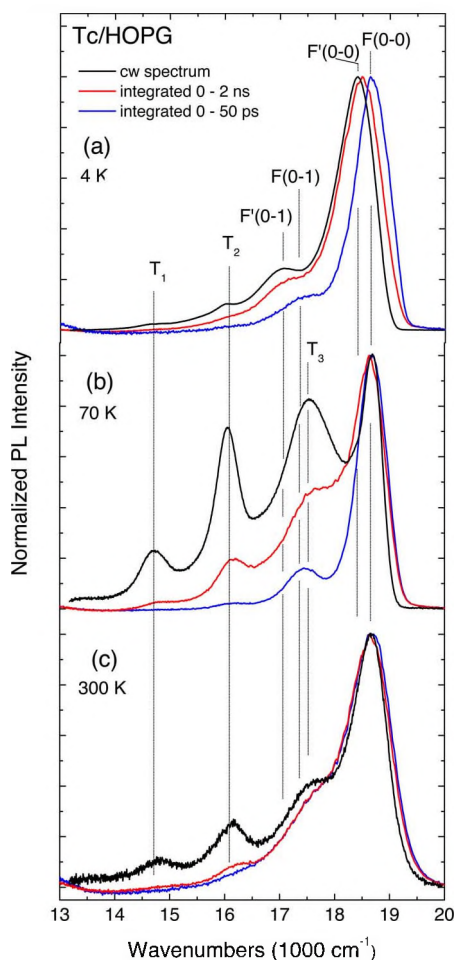 Tc/HOPG
F'(0-0)
F(0-0)
cw spectrum
integrated 0 - 2 ns
integrated 0 - 50 ps
(a)
4 K
F(0-1)
F'(0-1)
T₁
T₂
(b)
70 K
T₃
Normalized PL Intensity
(c)
300 K
13 14 15 16 17 18 19 20
Wavenumbers (1000 cm⁻¹)